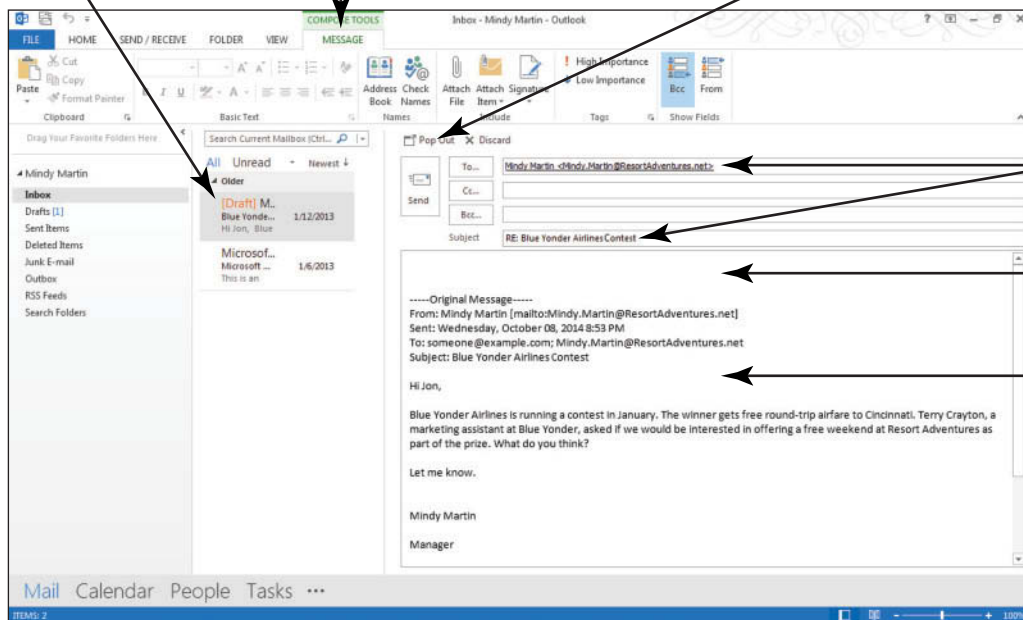 COMPOSE TOOLS
Inbox - Mindy Martin - Outlook
FILE HOME SEND / RECEIVE FOLDER VIEW MESSAGE
Paste
Cut
Copy
Format Painter
Clipboard
B I U
Basic Text
Address Book
Check Names
Names
Attach File
Attach Item
Signature
Include
High Importance
Low Importance
Tags
Bcc
From
Show Fields
Drag Your Favorite Folders Here
Mindy Martin
Inbox
Drafts [1]
Sent Items
Deleted Items
Junk E-mail
Outbox
RSS Feeds
Search Folders
Search Current Mailbox (Ctrl...
All Unread Newest ↓
Older
[Draft] M..
Blue Yonde... 1/12/2013
Hi Jon, Blue
Microsof...
Microsoft ... 1/6/2013
This is an
Pop Out Discard
Send
To... Mindy Martin <Mindy.Martin@ResortAdventures.net>
Cc...
Bcc...
Subject RE: Blue Yonder Airlines Contest
-----Original Message-----
From: Mindy Martin [mailto:Mindy.Martin@ResortAdventures.net]
Sent: Wednesday, October 08, 2014 8:53 PM
To: someone@example.com; Mindy.Martin@ResortAdventures.net
Subject: Blue Yonder Airlines Contest
Hi Jon,
Blue Yonder Airlines is running a contest in January. The winner gets free round-trip airfare to Cincinnati. Terry Crayton, a
marketing assistant at Blue Yonder, asked if we would be interested in offering a free weekend at Resort Adventures as
part of the prize. What do you think?
Let me know.
Mindy Martin
Manager
Mail Calendar People Tasks ...
ITEMS: 2
100%